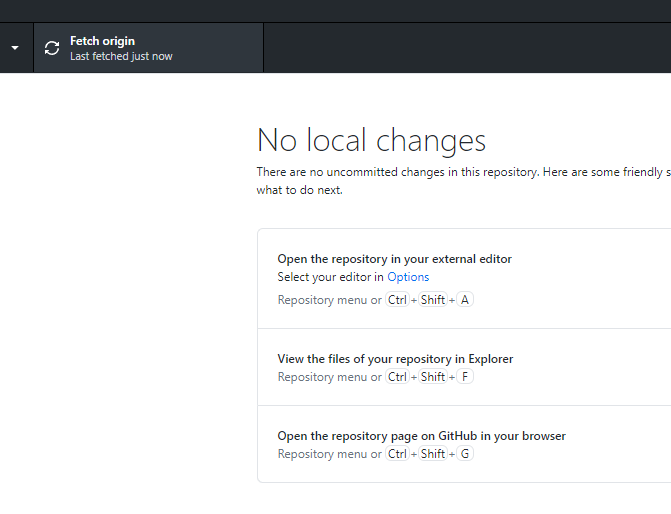 Fetch origin
Last fetched just now
No local changes
There are no uncommitted changes in this repository. Here are some friendly s
what to do next.
Open the repository in your external editor
Select your editor in Options
Repository menu or Ctrl + Shift + A
View the files of your repository in Explorer
Repository menu or Ctrl + Shift + F
Open the repository page on GitHub in your browser
Repository menu or Ctrl + Shift + G